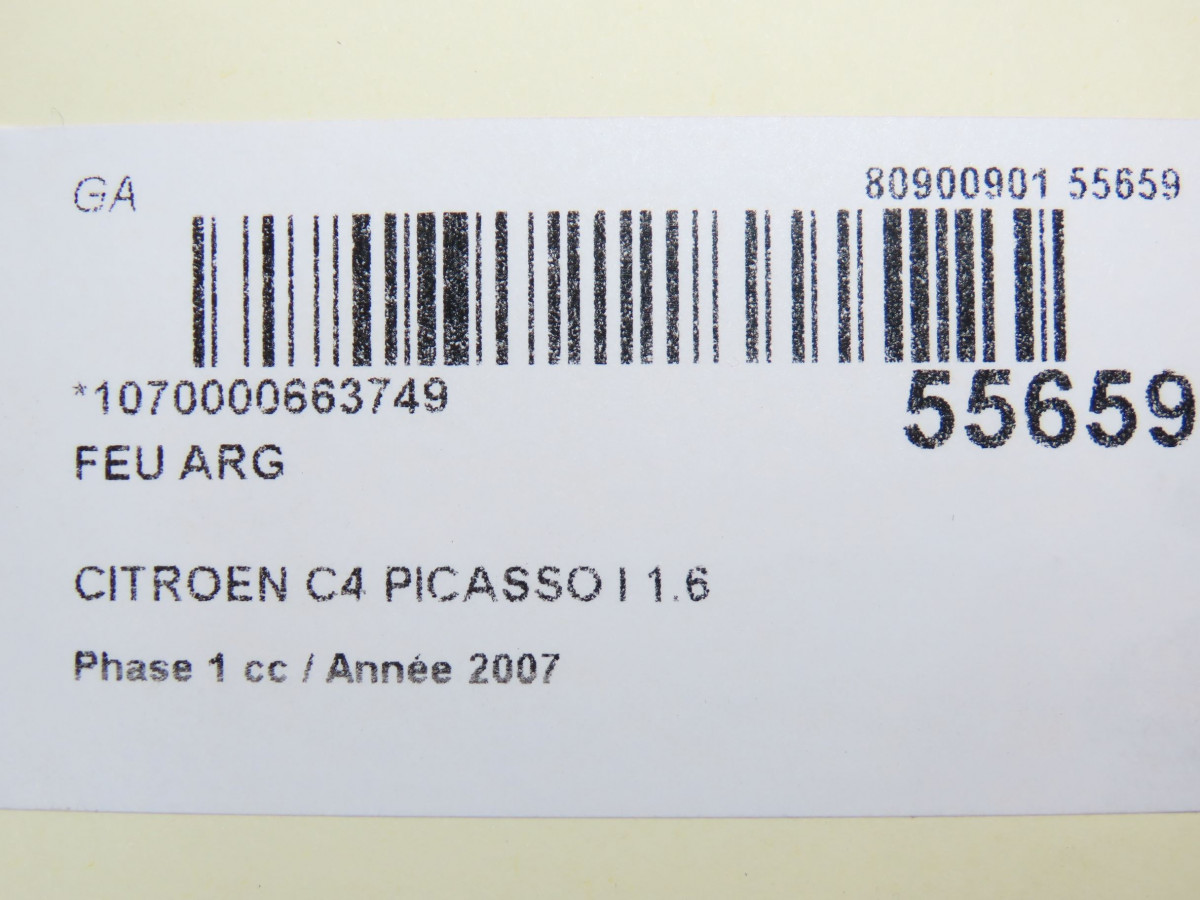 GA
80900901 55659
*1070000663749
55659
FEU ARG
CITROEN C4 PICASSO I 1.6
Phase 1 cc / Année 2007